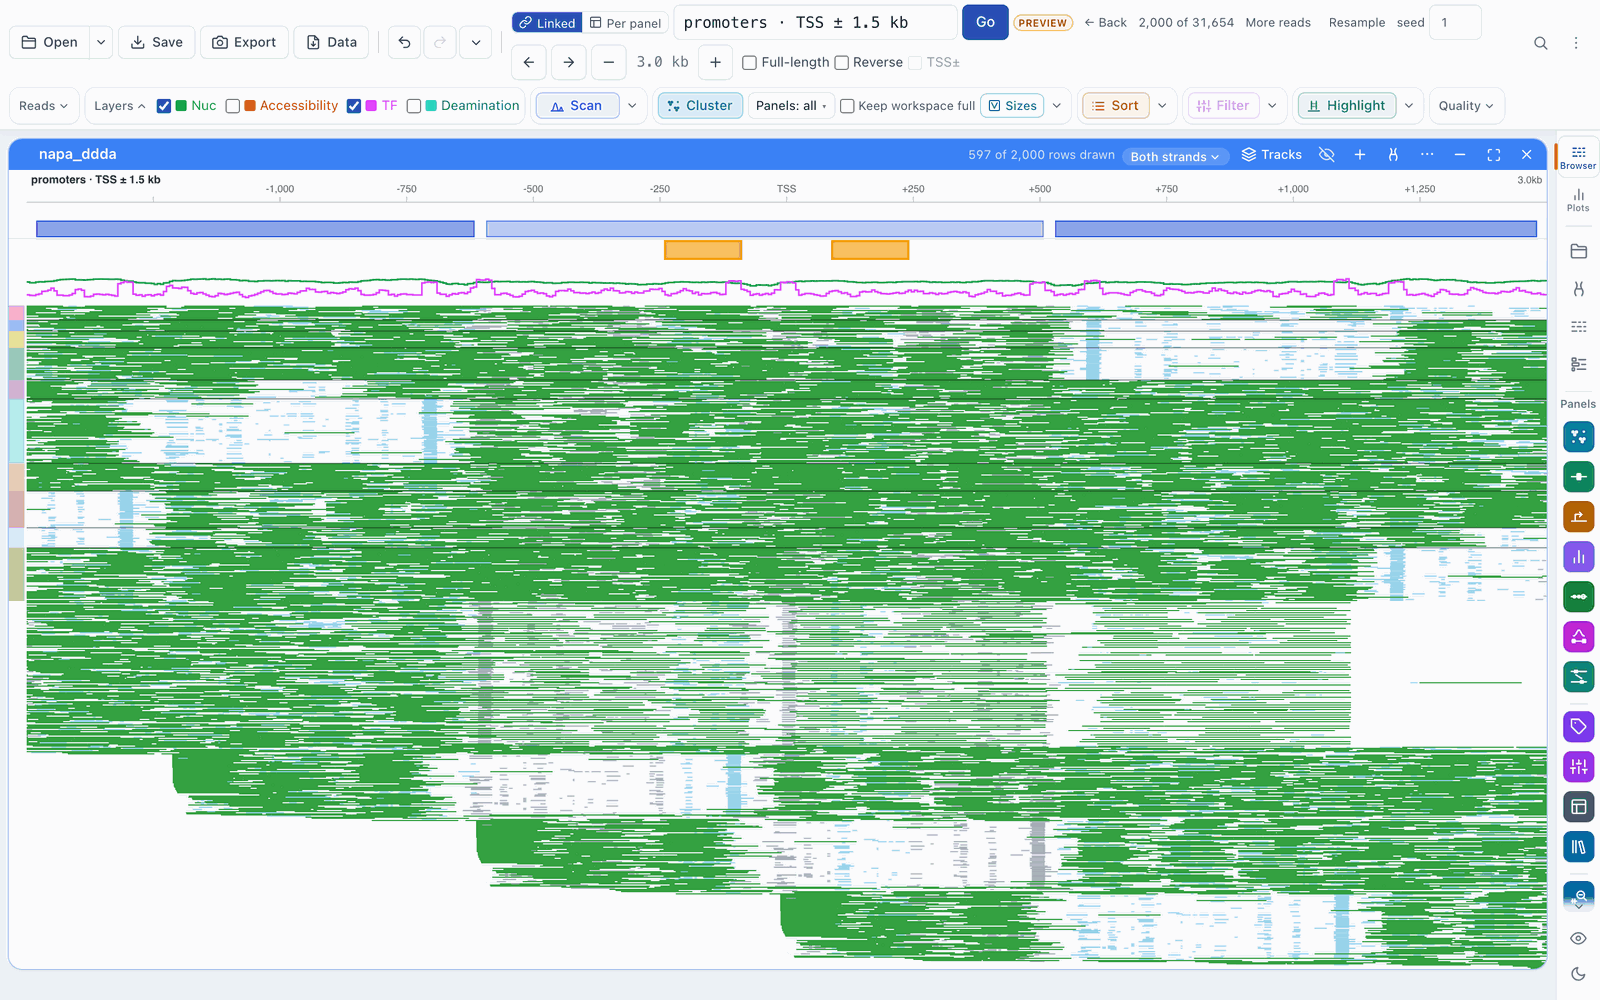 Open
Save
Export
Data
Linked
Per panel
promoters · TSS ± 1.5 kb
Go
PREVIEW
← Back
2,000 of 31,654
More reads
Resample
seed
1
3.0 kb
Full-length
Reverse
TSS±
Reads
Layers
Nuc
Accessibility
TF
Deamination
Scan
Cluster
Panels: all
Keep workspace full
Sizes
Sort
Filter
Highlight
Quality
napa_ddda
597 of 2,000 rows drawn
Both strands
Tracks
promoters · TSS ± 1.5 kb
3.0kb
-1,000
-750
-500
-250
TSS
+250
+500
+750
+1,000
+1,250
Browser
Plots
Panels